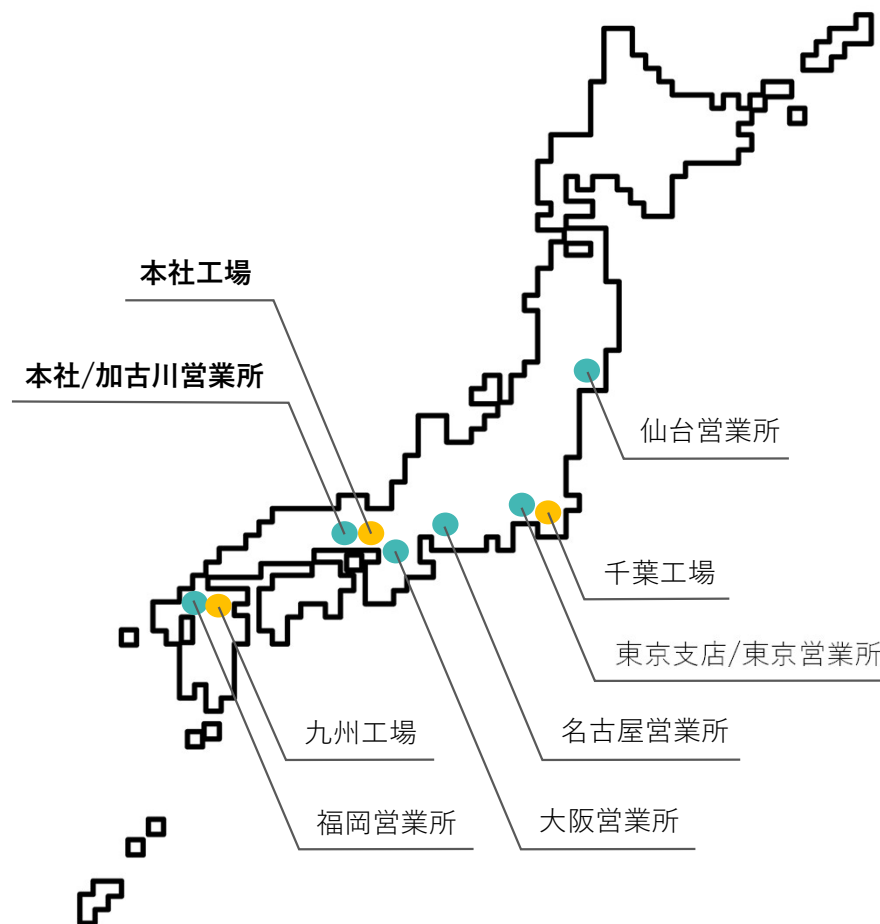 本社工場
本社/加古川営業所
仙台営業所
千葉工場
東京支店/東京営業所
九州工場
名古屋営業所
福岡営業所
大阪営業所